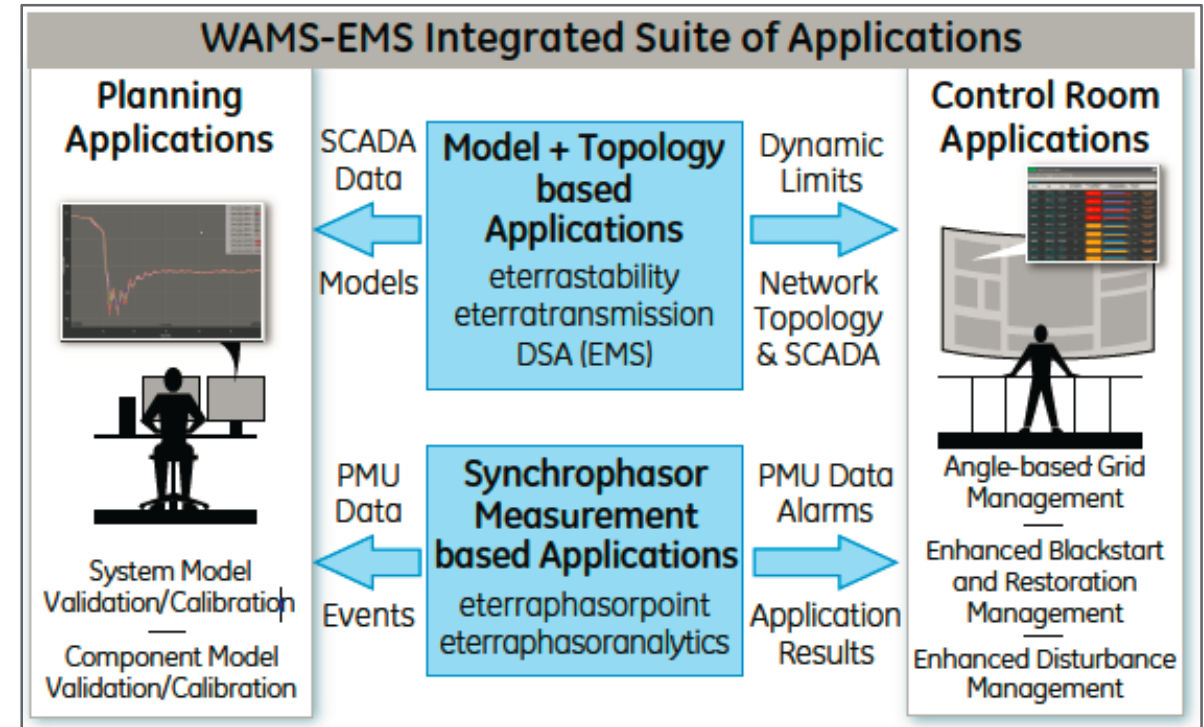 WAMS-EMS Integrated Suite of Applications
Planning
Applications
System Model
Validation/Calibration
Component Model
Validation/Calibration
SCADA
Data
Models
Model + Topology
based
Applications
eterrastability
eterratransmission
DSA (EMS)
Dynamic
Limits
Network
Topology
& SCADA
PMU
Data
Events
Synchrophasor
Measurement
based Applications
eterraphasorpoint
eterraphasoranalytics
PMU Data
Alarms
Application
Results
Control Room
Applications
Angle-based Grid
Management
Enhanced Blackstart
and Restoration
Management
Enhanced Disturbance
Management